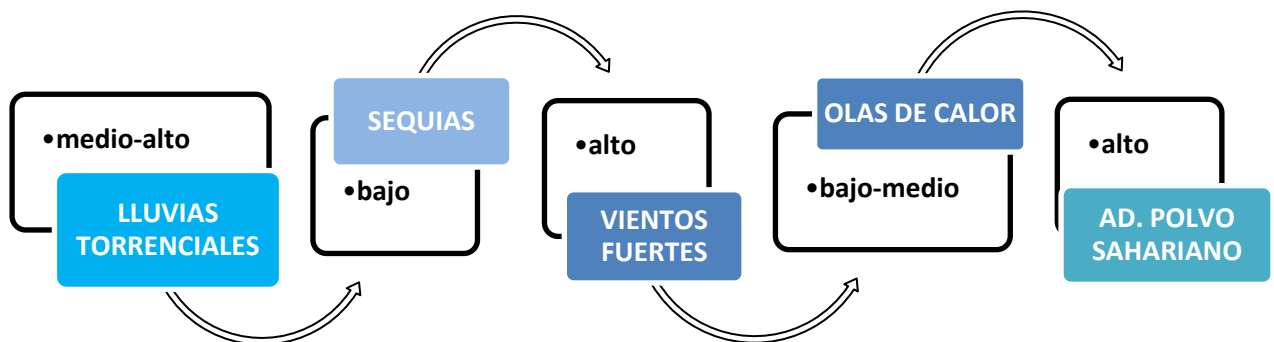 •medio-alto
LLUVIAS
TORRENCIALES
SEQUIAS
•bajo
•alto
VIENTOS
FUERTES
OLAS DE CALOR
•bajo-medio
•alto
AD. POLVO
SAHARIANO